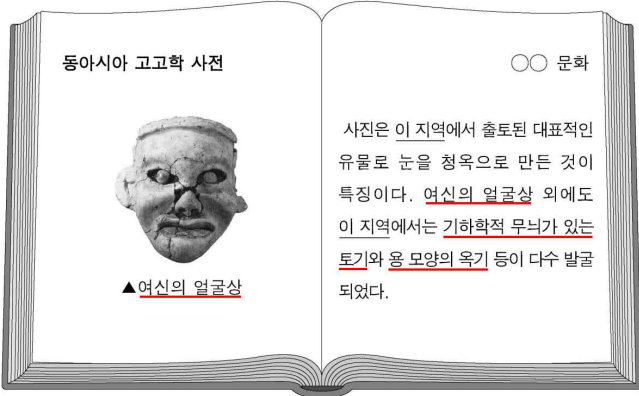 동아시아 고고학 사전
▲여신의 얼굴상
○○ 문화
사진은 이 지역에서 출토된 대표적인
유물로 눈을 청옥으로 만든 것이
특징이다. 여신의 얼굴상 외에도
이 지역에서는 기하학적 무늬가 있는
토기와 용 모양의 옥기 등이 다수 발굴
되었다.